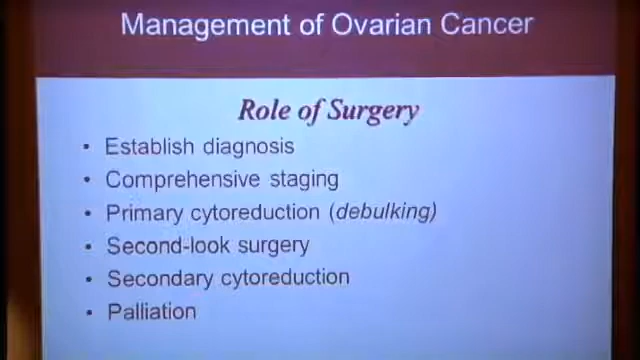 Management of Ovarian Cancer
Role of Surgery
• Establish diagnosis
• Comprehensive staging
• Primary cytoreduction (debulking)
• Second-look surgery
• Secondary cytoreduction
• Palliation